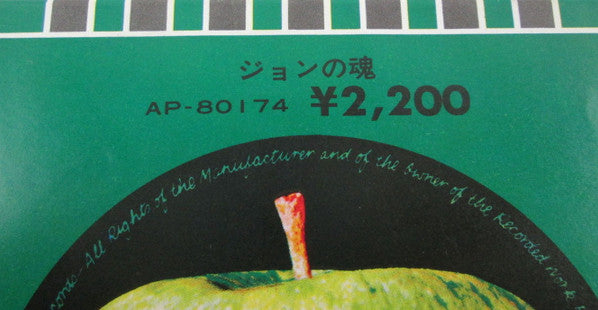 ジョンの魂
AP-80174 ¥2,200
cords - All Rights of the Manufacturer and of the Owner of the Recorded Work